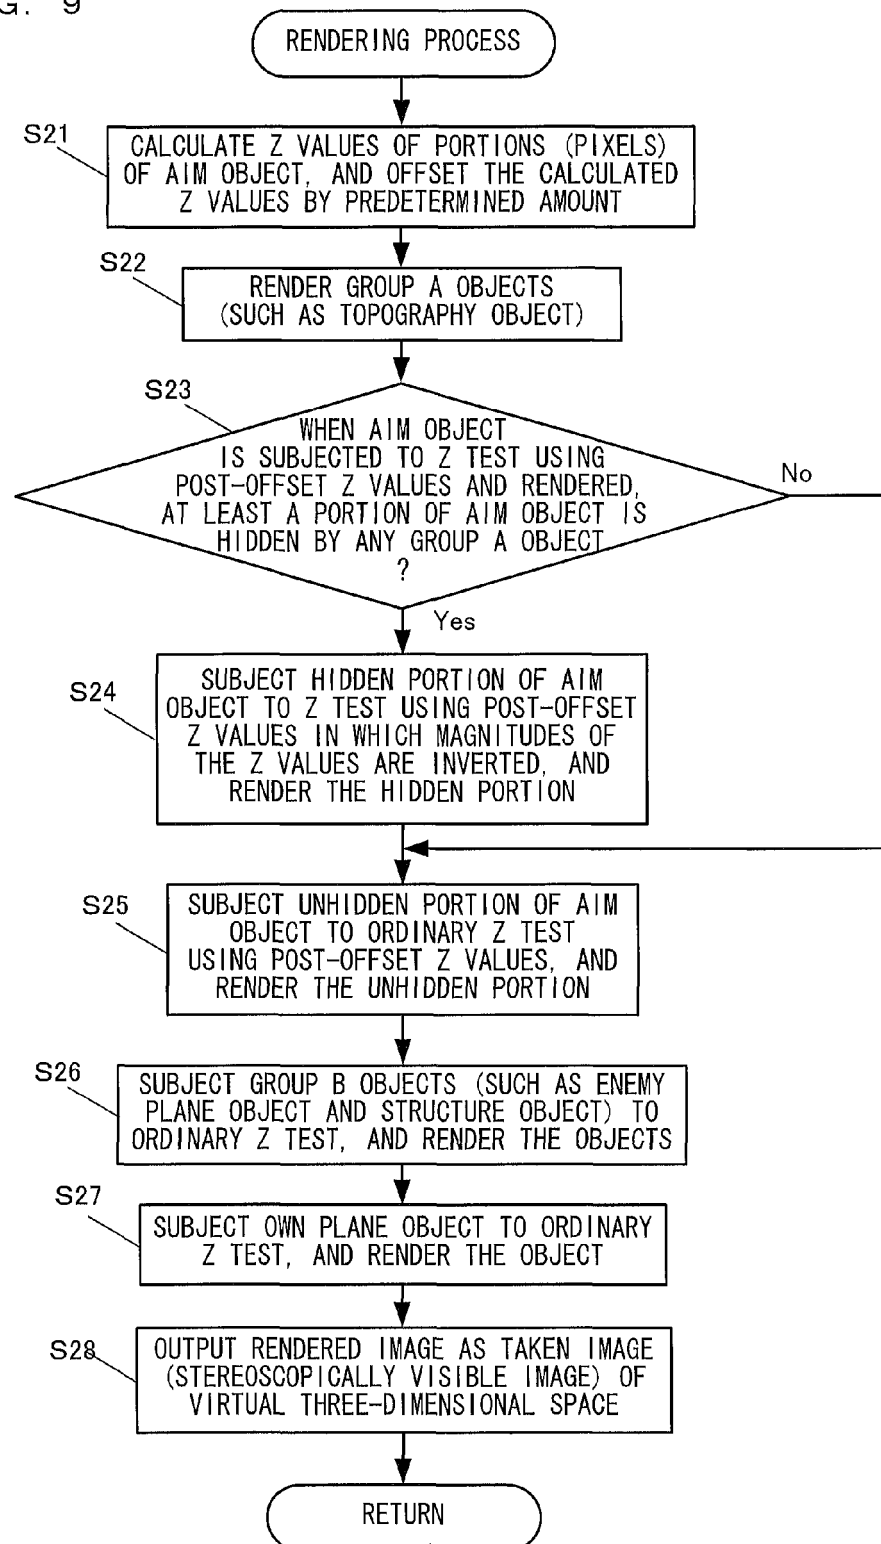 G. 9
RENDERING PROCESS
S21
CALCULATE Z VALUES OF PORTIONS (PIXELS)
OF AIM OBJECT, AND OFFSET THE CALCULATED
Z VALUES BY PREDETERMINED AMOUNT
S22
RENDER GROUP A OBJECTS
(SUCH AS TOPOGRAPHY OBJECT)
S23
WHEN AIM OBJECT
IS SUBJECTED TO Z TEST USING
POST-OFFSET Z VALUES AND RENDERED,
AT LEAST A PORTION OF AIM OBJECT IS
HIDDEN BY ANY GROUP A OBJECT
?
No
Yes
S24
SUBJECT HIDDEN PORTION OF AIM
OBJECT TO Z TEST USING POST-OFFSET
Z VALUES IN WHICH MAGNITUDES OF
THE Z VALUES ARE INVERTED, AND
RENDER THE HIDDEN PORTION
S25
SUBJECT UNHIDDEN PORTION OF AIM
OBJECT TO ORDINARY Z TEST
USING POST-OFFSET Z VALUES, AND
RENDER THE UNHIDDEN PORTION
S26
SUBJECT GROUP B OBJECTS (SUCH AS ENEMY
PLANE OBJECT AND STRUCTURE OBJECT) TO
ORDINARY Z TEST, AND RENDER THE OBJECTS
S27
SUBJECT OWN PLANE OBJECT TO ORDINARY
Z TEST, AND RENDER THE OBJECT
S28
OUTPUT RENDERED IMAGE AS TAKEN IMAGE
(STEREOSCOPICALLY VISIBLE IMAGE) OF
VIRTUAL THREE-DIMENSIONAL SPACE
RETURN